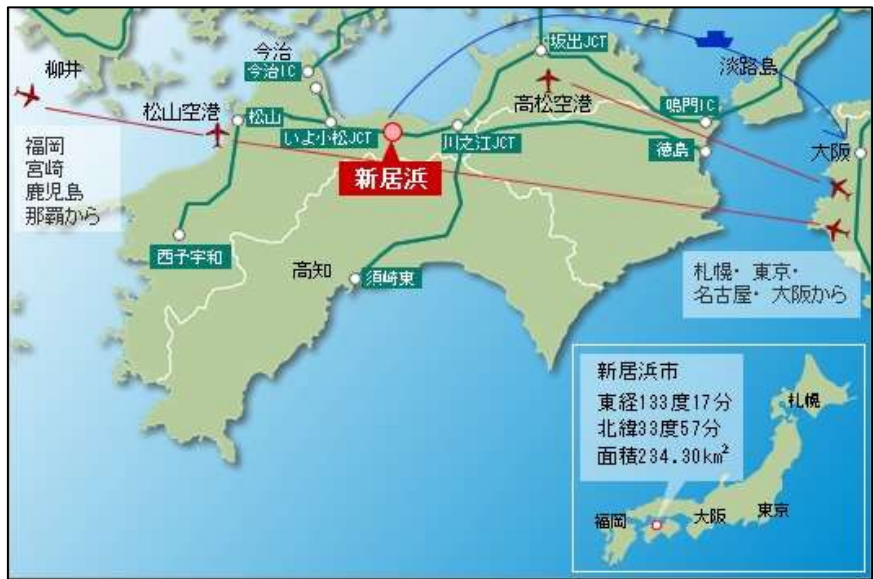 今治
今治IC
坂出JCT
淡路島
柳井
松山空港
松山
いよ小松JCT
川之江JCT
高松空港
鳴門IC
徳島
大阪
新居浜
福岡
宮崎
鹿児島
那覇から
西予宇和
高知
須崎東
札幌・東京・
名古屋・大阪から
新居浜市
東経133度17分
北緯33度57分
面積234.30km²
札幌
福岡
大阪
東京